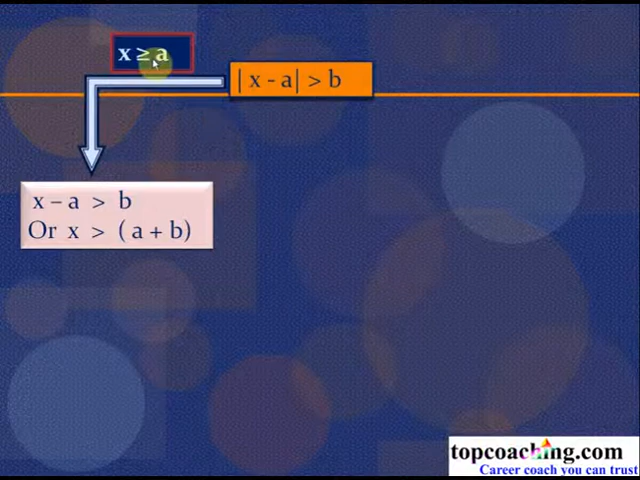 x ≥ a
| x - a| > b
x – a > b
Or x > ( a + b)
topcoaching.com
Career coach you can trust